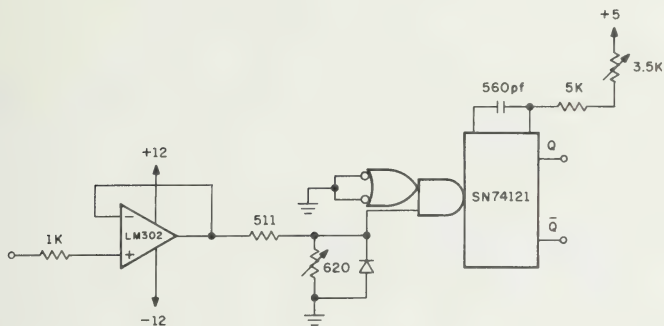 +5
3.5K
560pf
5K
+12
Q
SN74121
LM302
−
+
511
1K
Q̄
620
-12